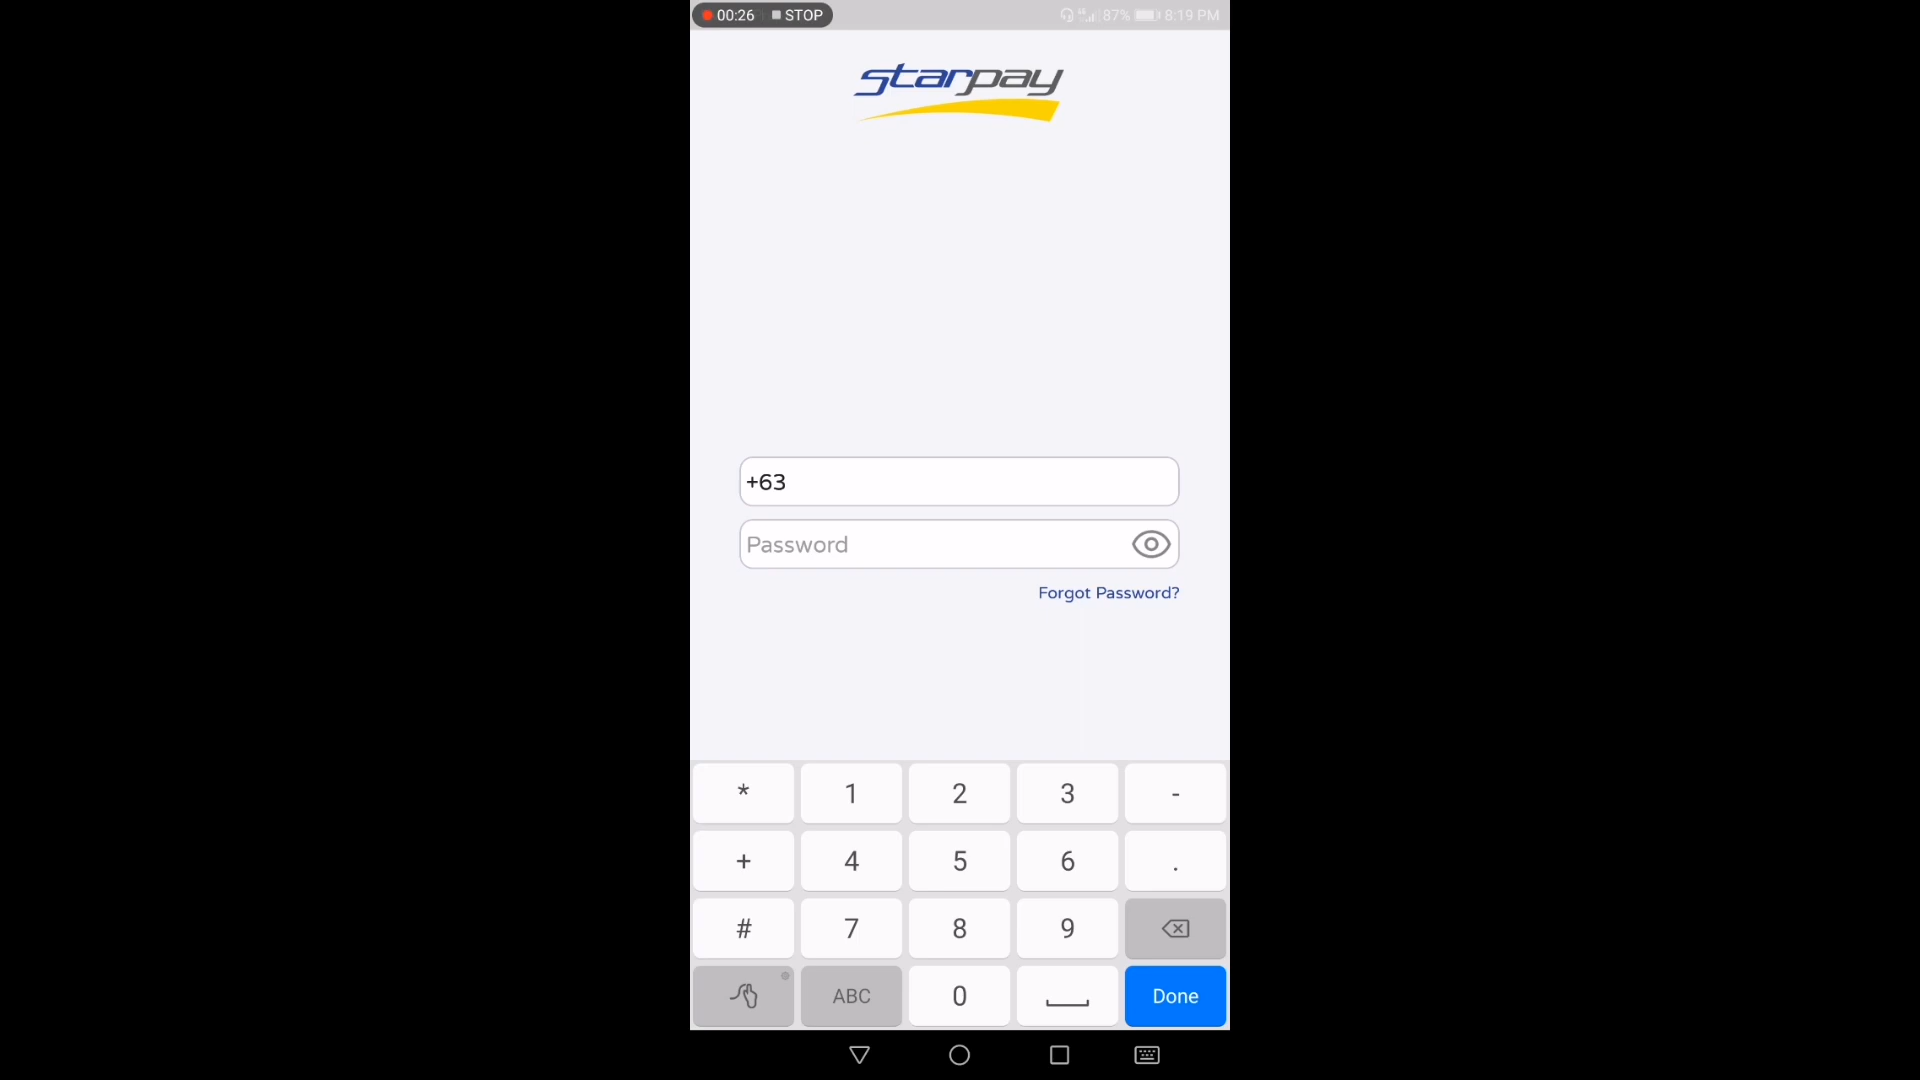 00:26 STOP 87% 8:19 PM
starpay
+63
Password
Forgot Password?
* 1 2 3 -
+ 4 5 6 .
# 7 8 9
ABC 0 Done